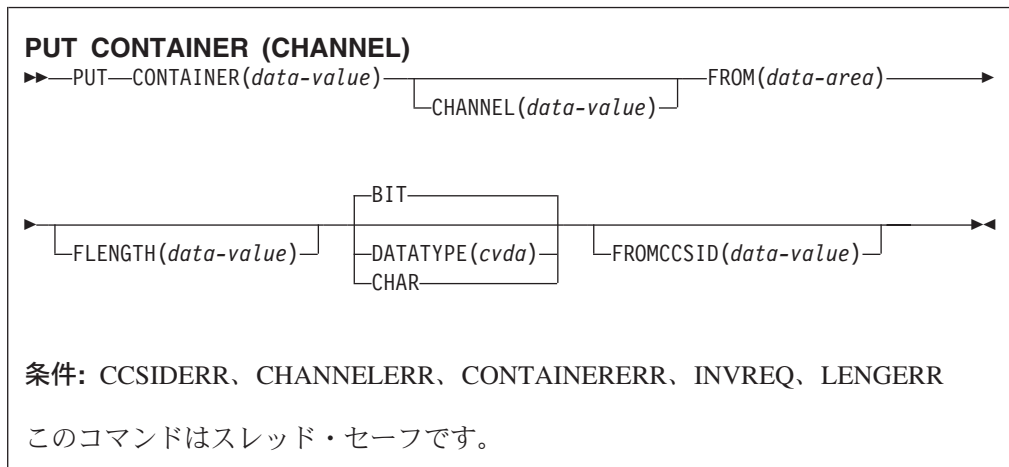 PUT CONTAINER (CHANNEL)
PUT CONTAINER(data-value) FROM(data-area)
CHANNEL(data-value)
BIT
FLENGTH(data-value) DATATYPE(cvda) FROMCCSID(data-value)
CHAR
条件: CCSIDERR、CHANNELERR、CONTAINERERR、INVREQ、LENGERR
このコマンドはスレッド・セーフです。